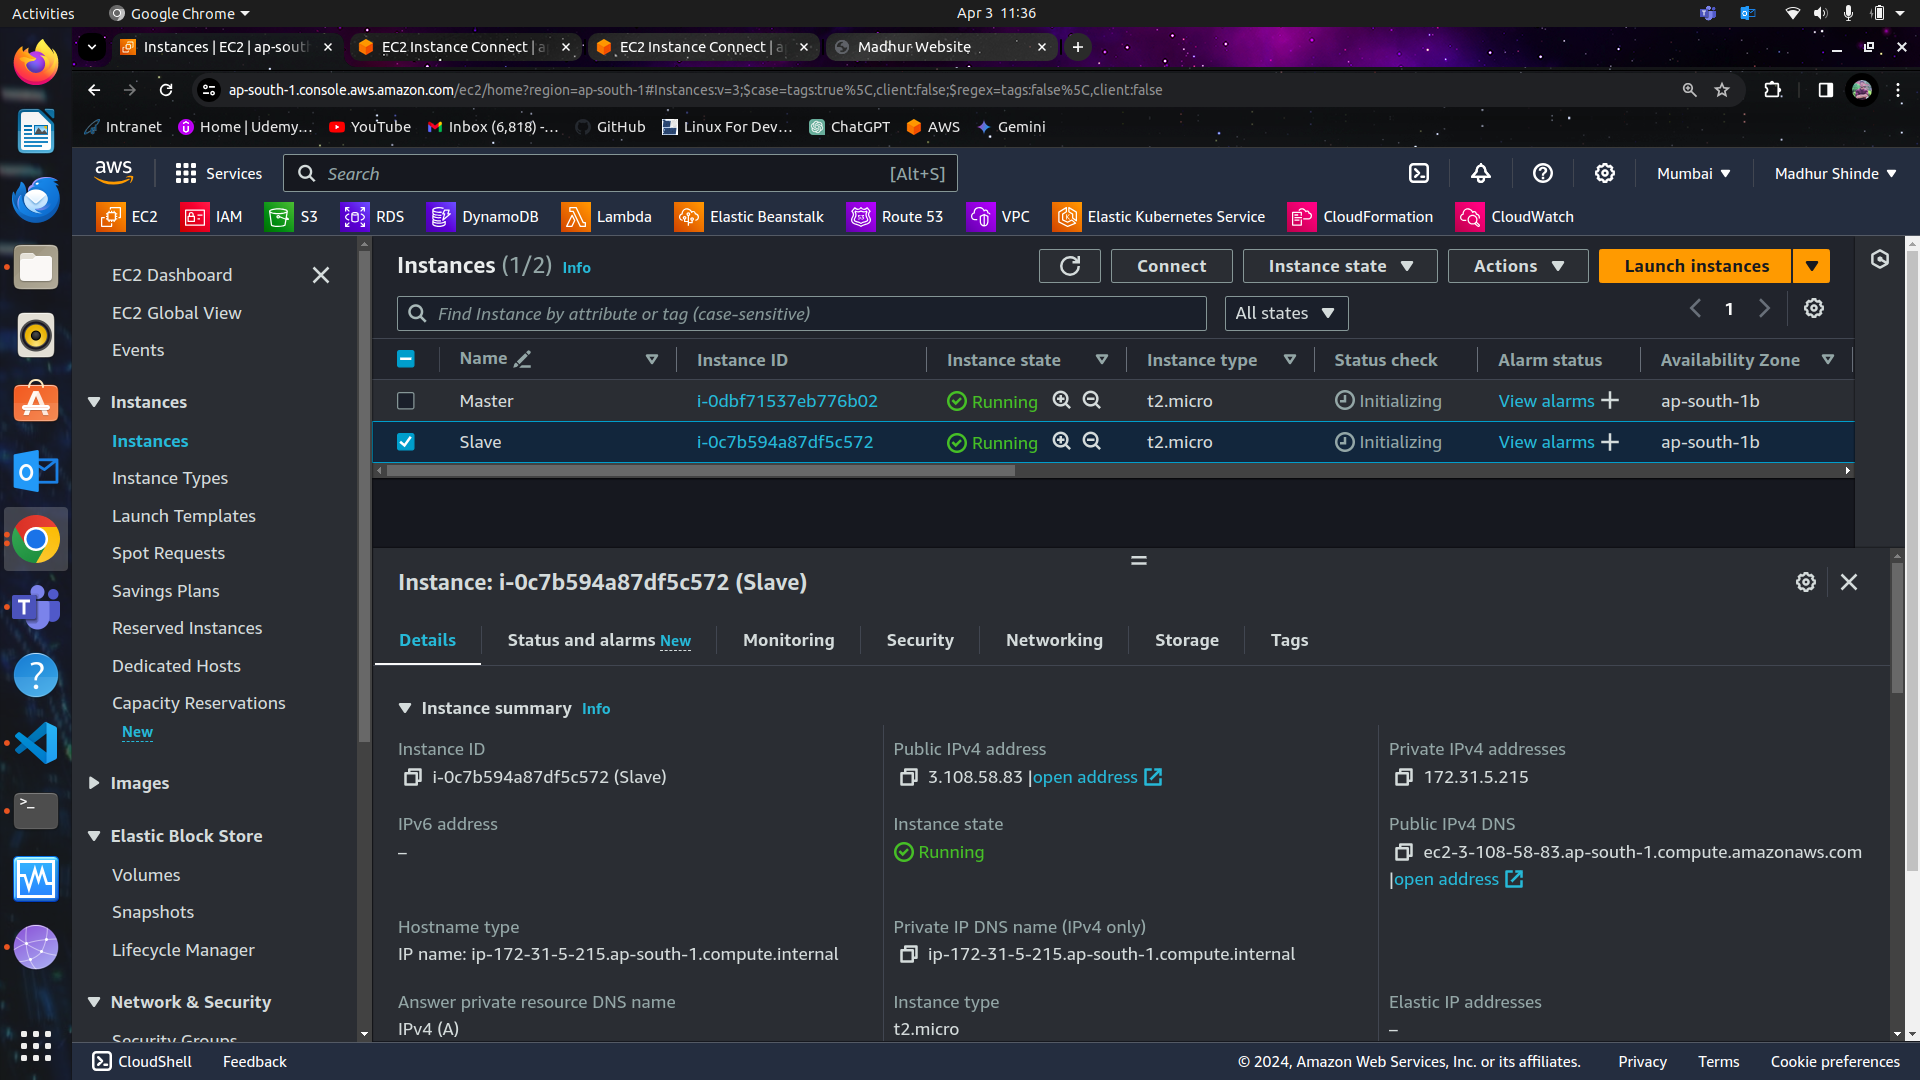 Activities
Google Chrome
Apr 3 11:36
Instances | EC2 | ap-sout
EC2 Instance Connect | a
EC2 Instance Connect | a
Madhur Website
ap-south-1.console.aws.amazon.com/ec2/home?region=ap-south-1#Instances:v=3;$case=tags:true%5C,client:false;$regex=tags:false%5C,client:false
Intranet
Home | Udemy...
YouTube
Inbox (6,818) -...
GitHub
Linux For Dev...
ChatGPT
AWS
Gemini
aws
Services
Search
[Alt+S]
Mumbai
Madhur Shinde
EC2
IAM
S3
RDS
DynamoDB
Lambda
Elastic Beanstalk
Route 53
VPC
Elastic Kubernetes Service
CloudFormation
CloudWatch
EC2 Dashboard
EC2 Global View
Events
Instances
Instances
Instance Types
Launch Templates
Spot Requests
Savings Plans
Reserved Instances
Dedicated Hosts
Capacity Reservations
New
Images
Elastic Block Store
Volumes
Snapshots
Lifecycle Manager
Network & Security
Security Groups
Instances (1/2) Info
Connect
Instance state
Actions
Launch instances
Find Instance by attribute or tag (case-sensitive)
All states
1
Name
Instance ID
Instance state
Instance type
Status check
Alarm status
Availability Zone
Master
i-0dbf71537eb776b02
Running
t2.micro
Initializing
View alarms
ap-south-1b
Slave
i-0c7b594a87df5c572
Running
t2.micro
Initializing
View alarms
ap-south-1b
Instance: i-0c7b594a87df5c572 (Slave)
Details
Status and alarms New
Monitoring
Security
Networking
Storage
Tags
Instance summary Info
Instance ID
i-0c7b594a87df5c572 (Slave)
Public IPv4 address
3.108.58.83 |open address
Private IPv4 addresses
172.31.5.215
IPv6 address
–
Instance state
Running
Public IPv4 DNS
ec2-3-108-58-83.ap-south-1.compute.amazonaws.com
|open address
Hostname type
IP name: ip-172-31-5-215.ap-south-1.compute.internal
Private IP DNS name (IPv4 only)
ip-172-31-5-215.ap-south-1.compute.internal
Answer private resource DNS name
IPv4 (A)
Instance type
t2.micro
Elastic IP addresses
–
CloudShell
Feedback
© 2024, Amazon Web Services, Inc. or its affiliates.
Privacy
Terms
Cookie preferences